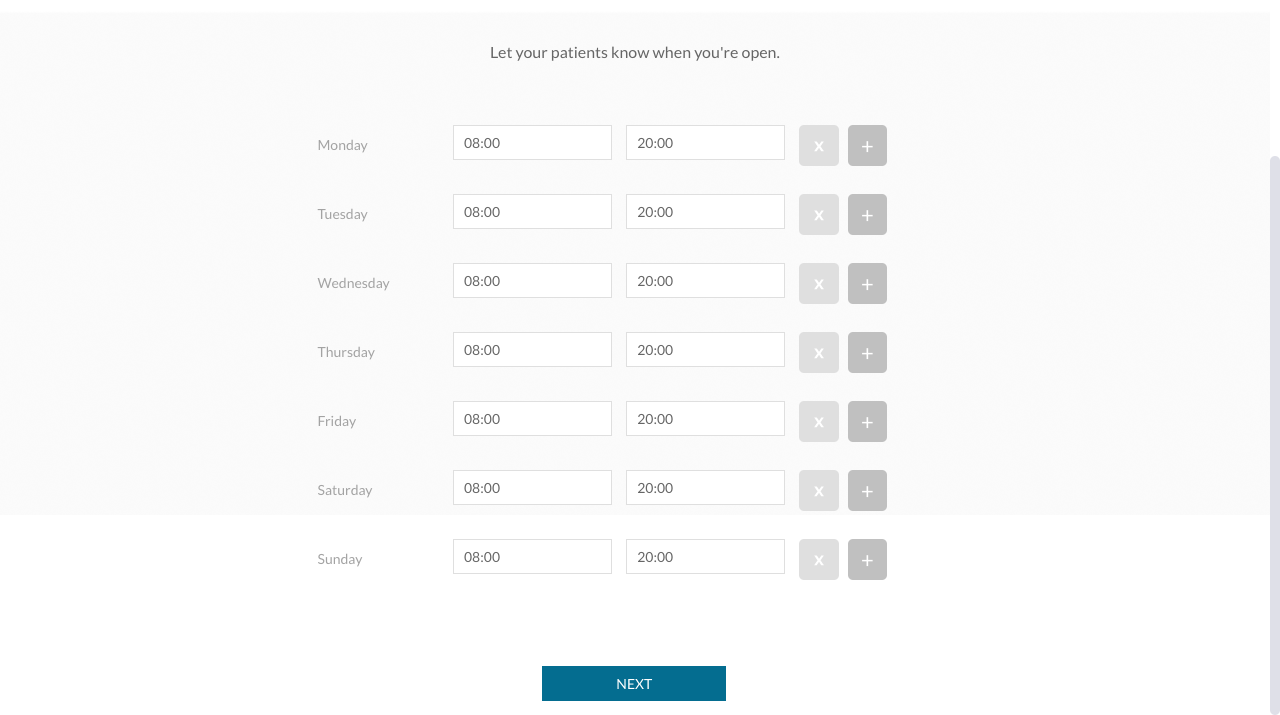 Let your patients know when you're open.
Monday 08:00 20:00 x +
Tuesday 08:00 20:00 x +
Wednesday 08:00 20:00 x +
Thursday 08:00 20:00 x +
Friday 08:00 20:00 x +
Saturday 08:00 20:00 x +
Sunday 08:00 20:00 x +
NEXT